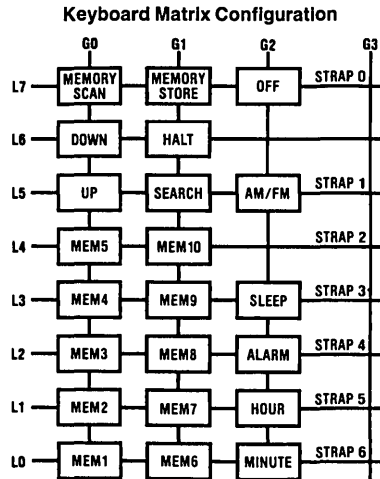 Keyboard Matrix Configuration
G0 G1 G2 G3
L7 MEMORY SCAN MEMORY STORE OFF STRAP 0
L6 DOWN HALT
L5 UP SEARCH AM/FM STRAP 1
L4 MEM5 MEM10 STRAP 2
L3 MEM4 MEM9 SLEEP STRAP 3
L2 MEM3 MEM8 ALARM STRAP 4
L1 MEM2 MEM7 HOUR STRAP 5
L0 MEM1 MEM6 MINUTE STRAP 6